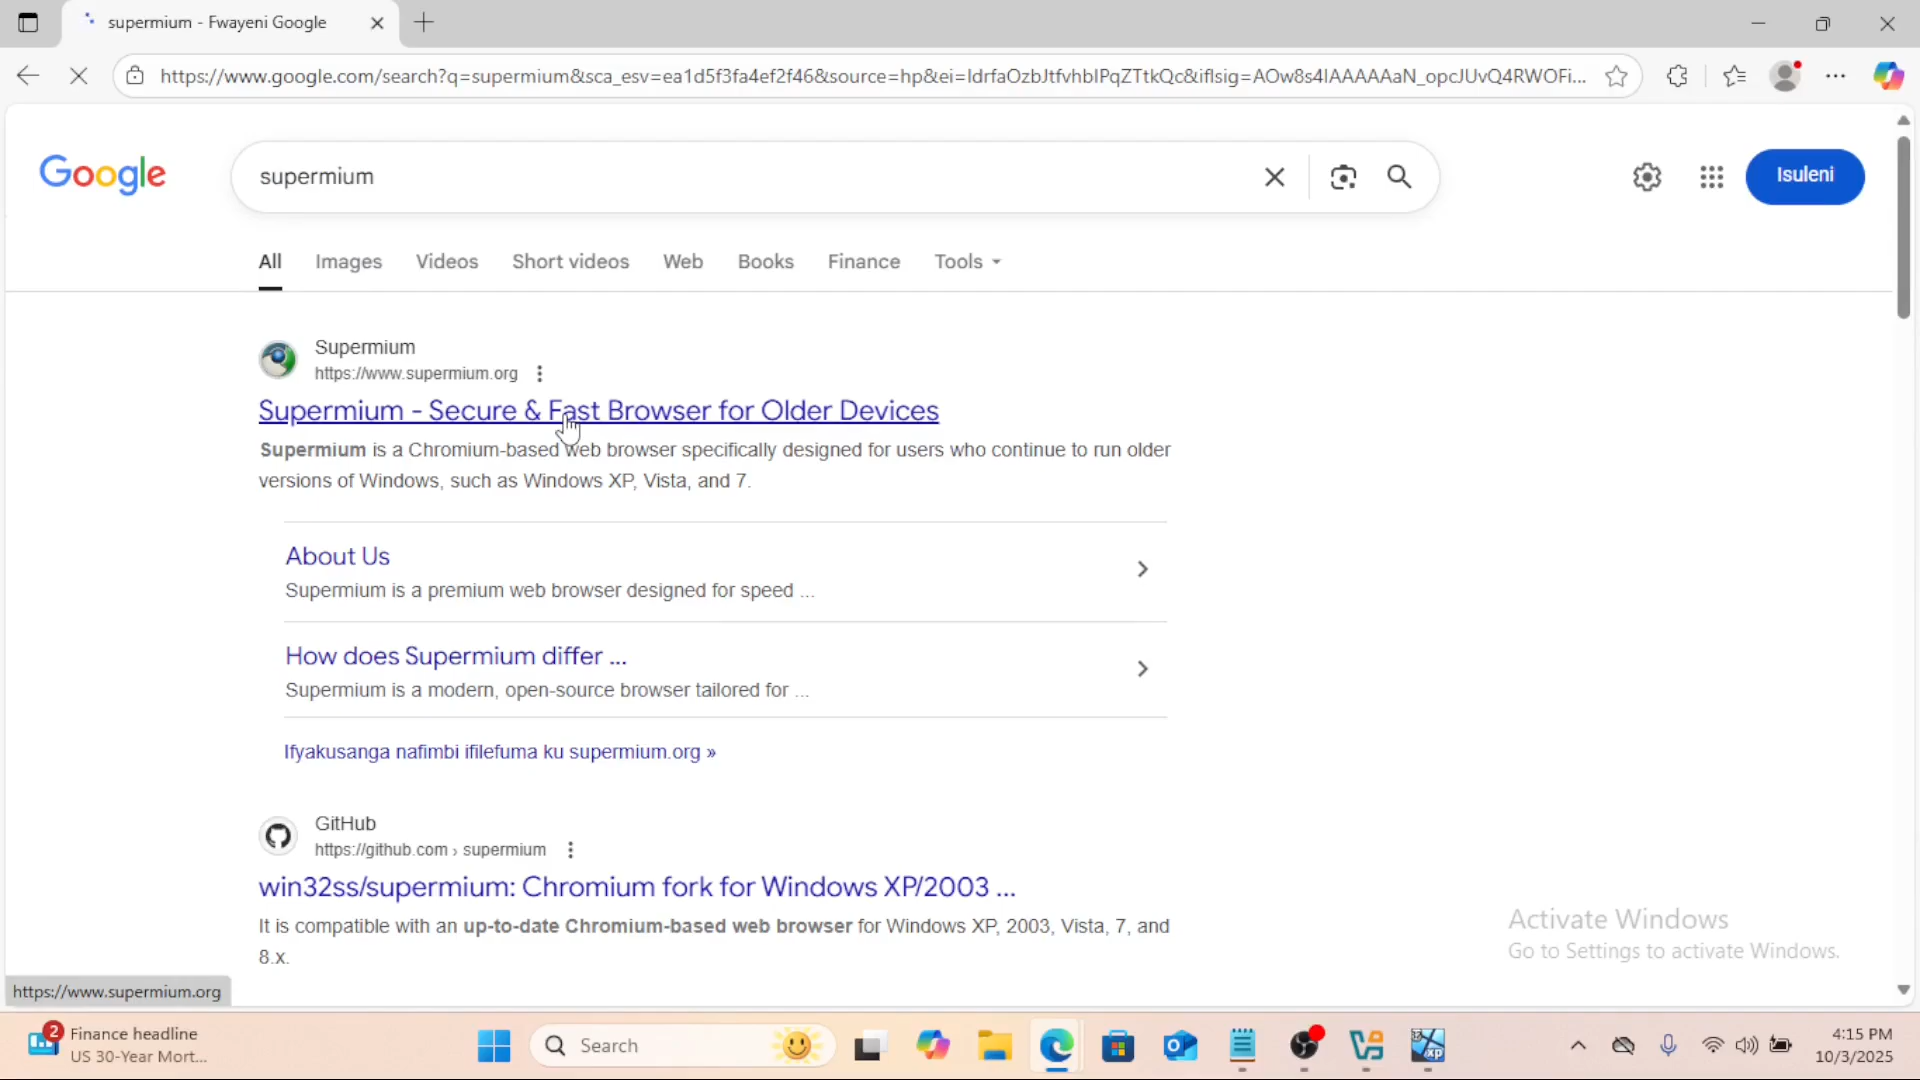 supermium - Fwayeni Google
https://www.google.com/search?q=supermium&sca_esv=ea1d5f3fa4ef2f46&source=hp&ei=ldrfaOzbJtfvhbIPqZTtkQc&iflsig=AOw8s4IAAAAAaN_opcJUvQ4RWOFi...
Google
supermium
Isuleni
All Images Videos Short videos Web Books Finance Tools
Supermium
https://www.supermium.org
Supermium - Secure & Fast Browser for Older Devices
Supermium is a Chromium-based web browser specifically designed for users who continue to run older
versions of Windows, such as Windows XP, Vista, and 7.
About Us
Supermium is a premium web browser designed for speed ...
How does Supermium differ ...
Supermium is a modern, open-source browser tailored for ...
Ifyakusanga nafimbi ifilefuma ku supermium.org »
GitHub
https://github.com › supermium
win32ss/supermium: Chromium fork for Windows XP/2003 ...
It is compatible with an up-to-date Chromium-based web browser for Windows XP, 2003, Vista, 7, and
8.x.
Activate Windows
Go to Settings to activate Windows.
https://www.supermium.org
2
Finance headline
US 30-Year Mort...
Search
XP
4:15 PM
10/3/2025